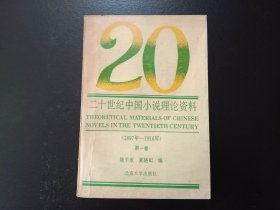 20
二十世纪中国小说理论资料
THEORETICAL MATERIALS OF CHINESE
NOVELS IN THE TWENTIETH CENTURY
(1897年—1916年)
第一卷
陈平原 夏晓虹 编
北京大学出版社